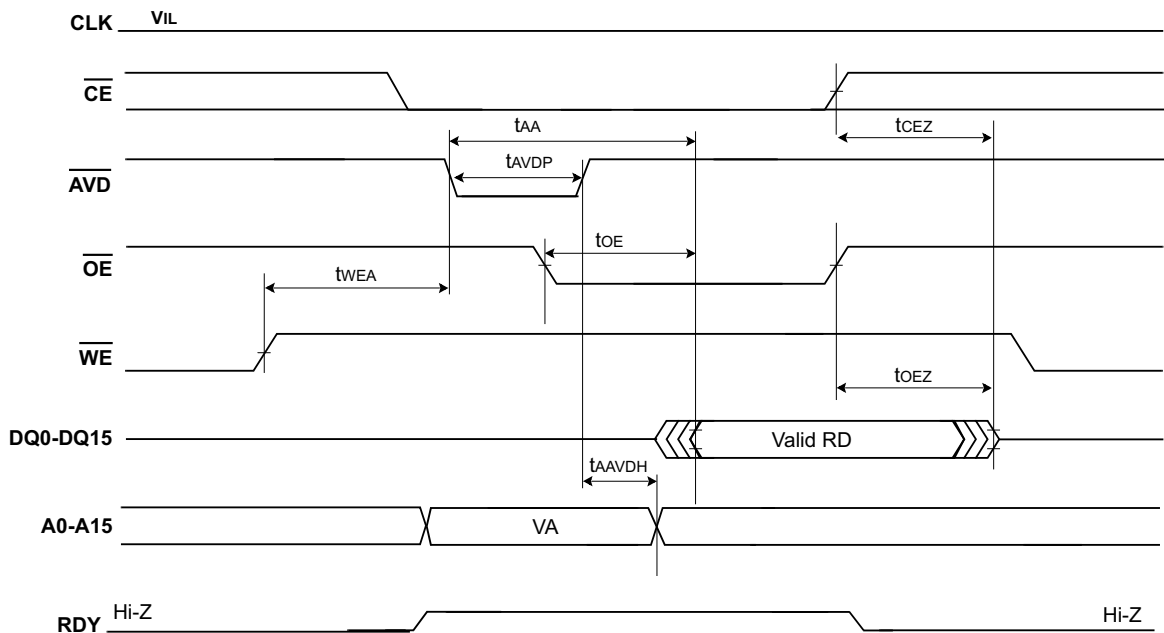 CLK VIL
CE
tAA
tCEZ
tAVDP
AVD
OE
tOE
tWEA
WE
tOEZ
DQ0-DQ15
Valid RD
tAAVDH
A0-A15
VA
RDY
Hi-Z
Hi-Z